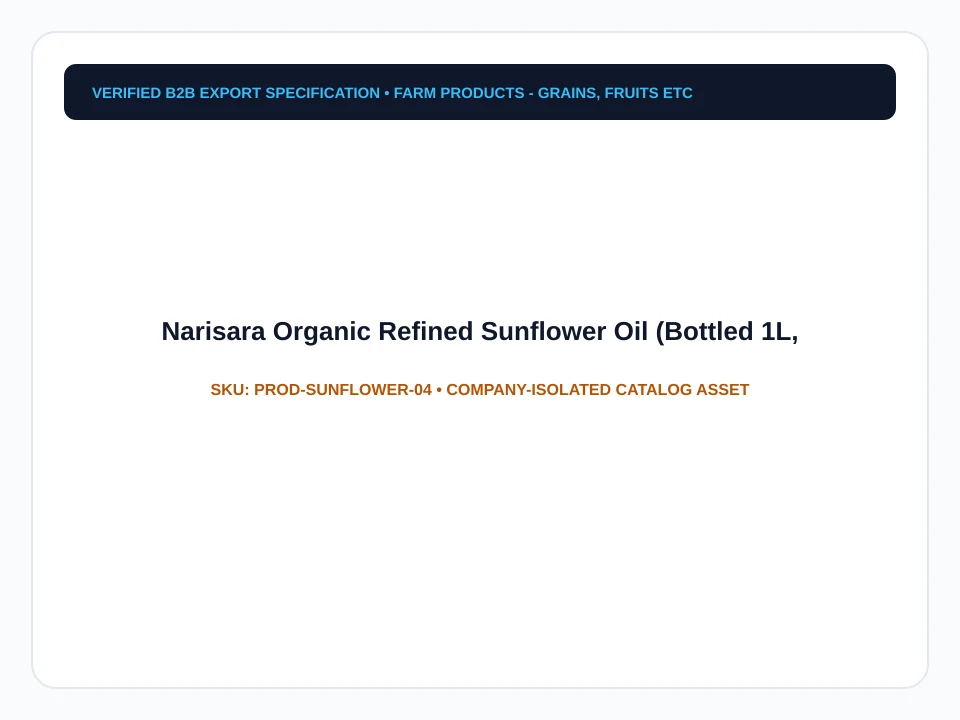 VERIFIED B2B EXPORT SPECIFICATION • FARM PRODUCTS - GRAINS, FRUITS ETC
Narisara Organic Refined Sunflower Oil (Bottled 1L,
SKU: PROD-SUNFLOWER-04 • COMPANY-ISOLATED CATALOG ASSET